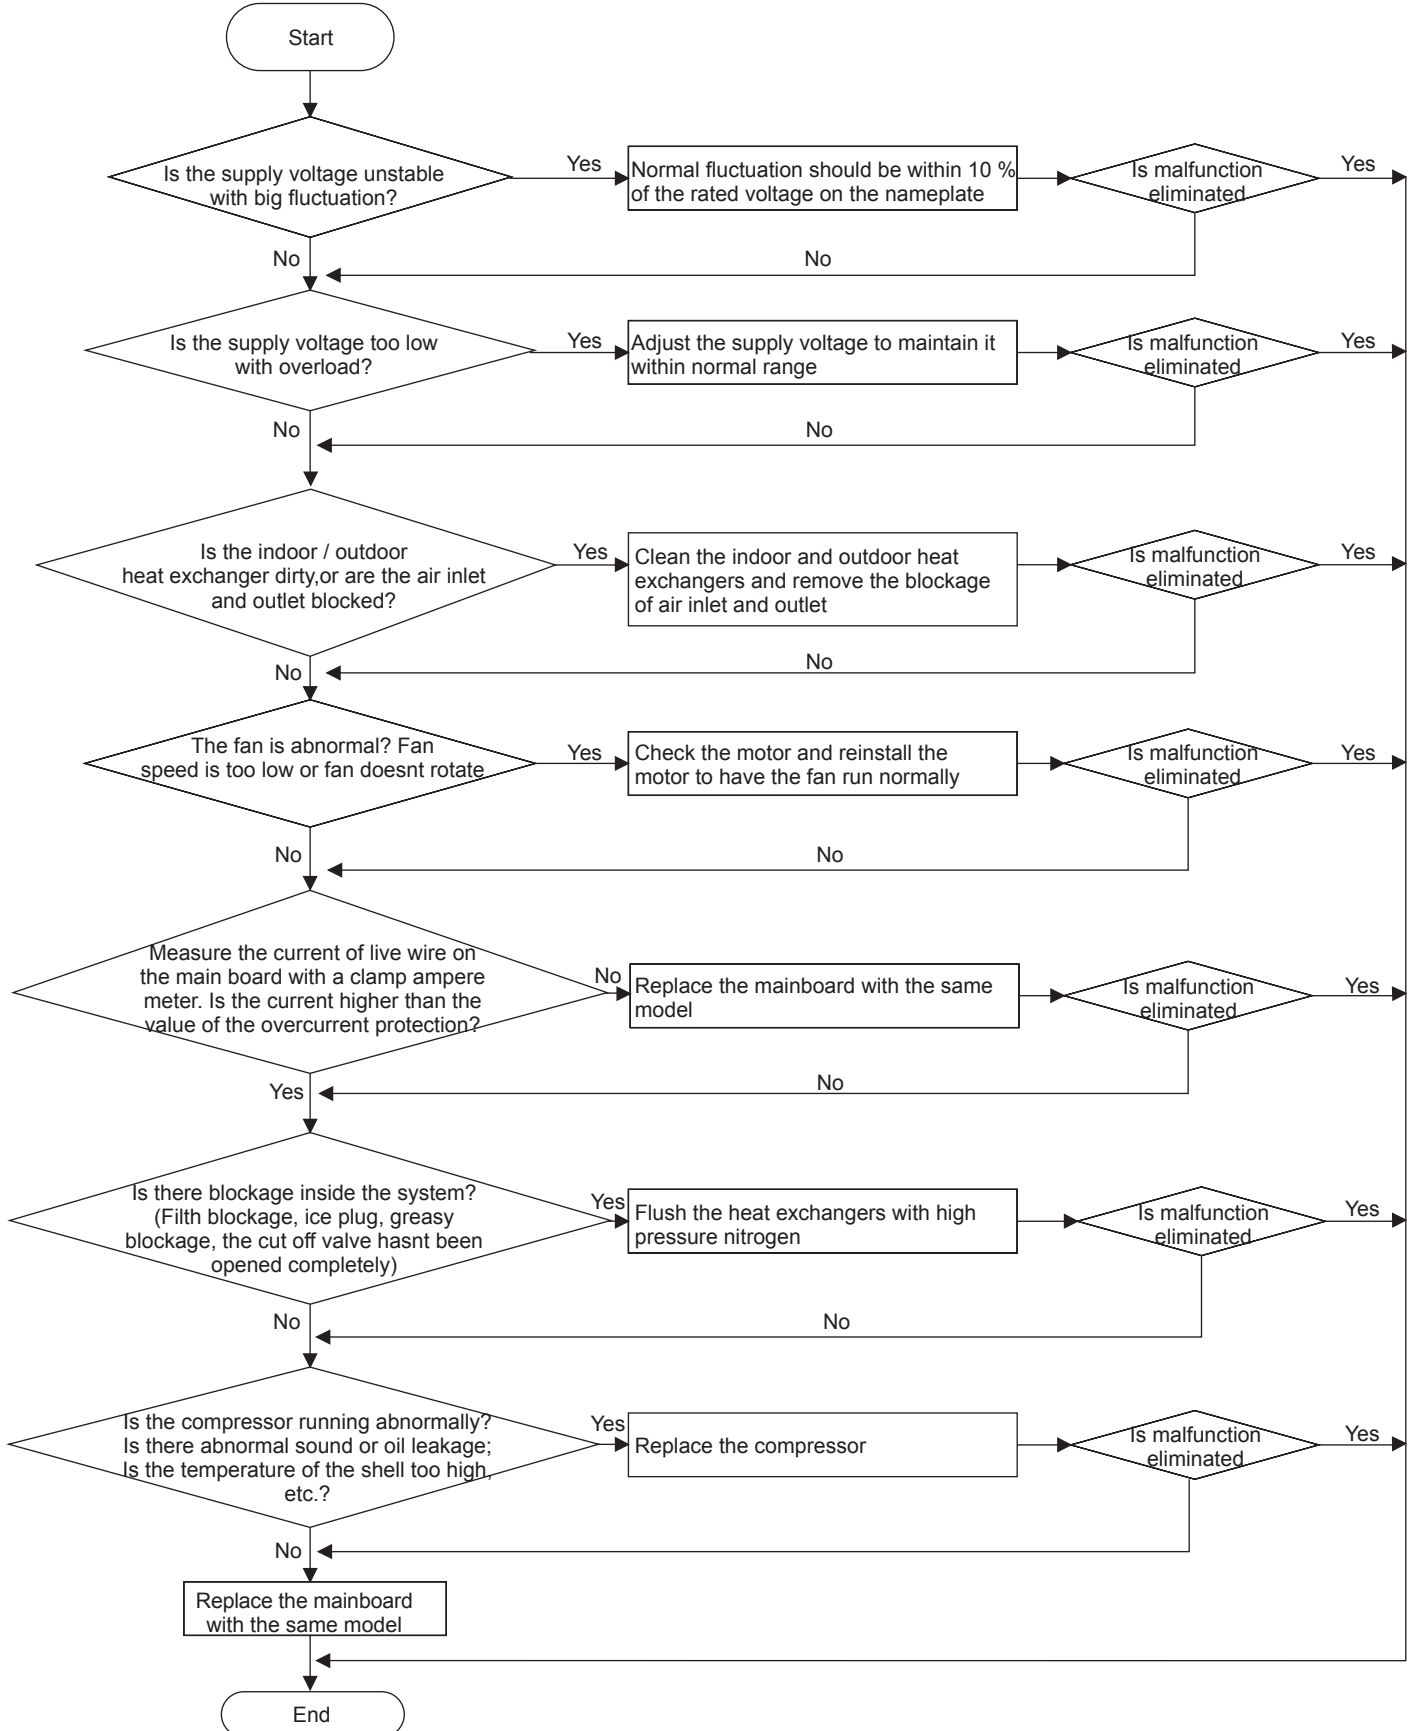 Start
Is the supply voltage unstable
with big fluctuation?
Yes
Normal fluctuation should be within 10 %
of the rated voltage on the nameplate
Is malfunction
eliminated
Yes
No
No
Is the supply voltage too low
with overload?
Yes
Adjust the supply voltage to maintain it
within normal range
Is malfunction
eliminated
Yes
No
No
Is the indoor / outdoor
heat exchanger dirty,or are the air inlet
and outlet blocked?
Yes
Clean the indoor and outdoor heat
exchangers and remove the blockage
of air inlet and outlet
Is malfunction
eliminated
Yes
No
No
The fan is abnormal? Fan
speed is too low or fan doesnt rotate
Yes
Check the motor and reinstall the
motor to have the fan run normally
Is malfunction
eliminated
Yes
No
No
Measure the current of live wire on
the main board with a clamp ampere
meter. Is the current higher than the
value of the overcurrent protection?
No
Replace the mainboard with the same
model
Is malfunction
eliminated
Yes
Yes
No
Is there blockage inside the system?
(Filth blockage, ice plug, greasy
blockage, the cut off valve hasnt been
opened completely)
Yes
Flush the heat exchangers with high
pressure nitrogen
Is malfunction
eliminated
Yes
No
No
Is the compressor running abnormally?
Is there abnormal sound or oil leakage;
Is the temperature of the shell too high,
etc.?
Yes
Replace the compressor
Is malfunction
eliminated
Yes
No
Replace the mainboard
with the same model
End